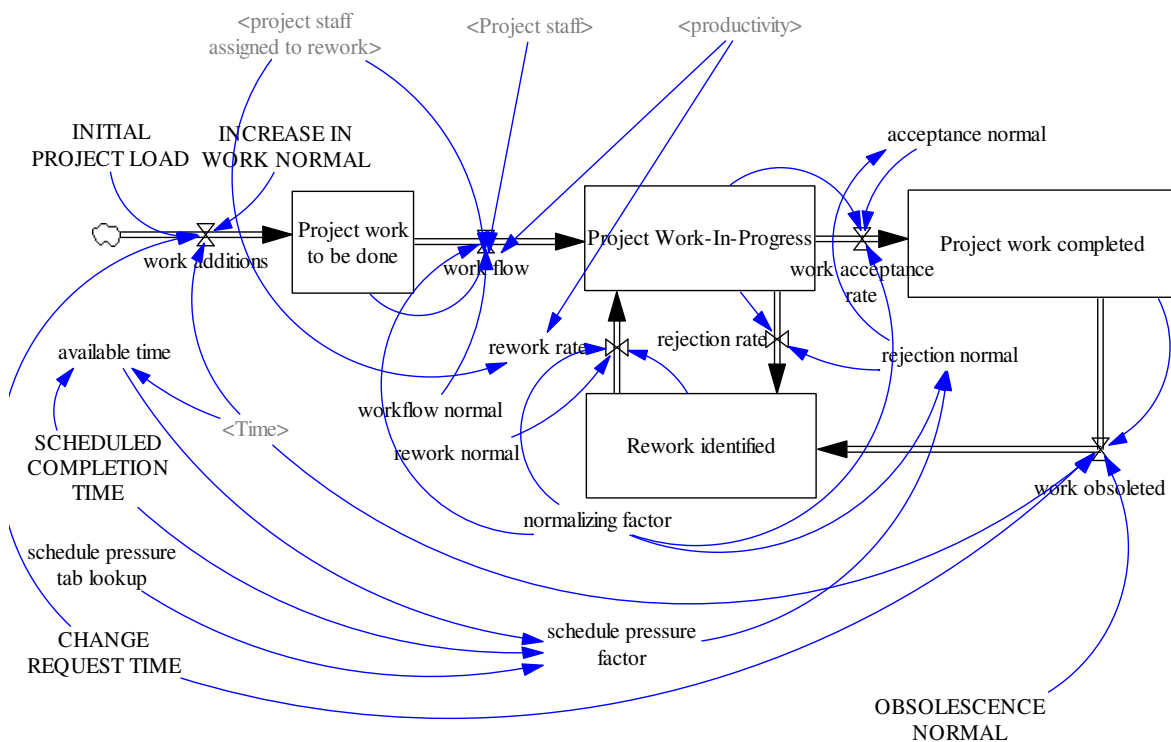 <project staff
assigned to rework>
<Project staff>
<productivity>
INITIAL
PROJECT LOAD
INCREASE IN
WORK NORMAL
acceptance normal
Project work
to be done
Project Work-In-Progress
Project work completed
work additions
work flow
work acceptance
rate
available time
rework rate
rejection rate
rejection normal
<Time>
workflow normal
rework normal
Rework identified
SCHEDULED
COMPLETION
TIME
work obsoleted
normalizing factor
schedule pressure
tab lookup
CHANGE
REQUEST TIME
schedule pressure
factor
OBSOLESCENCE
NORMAL